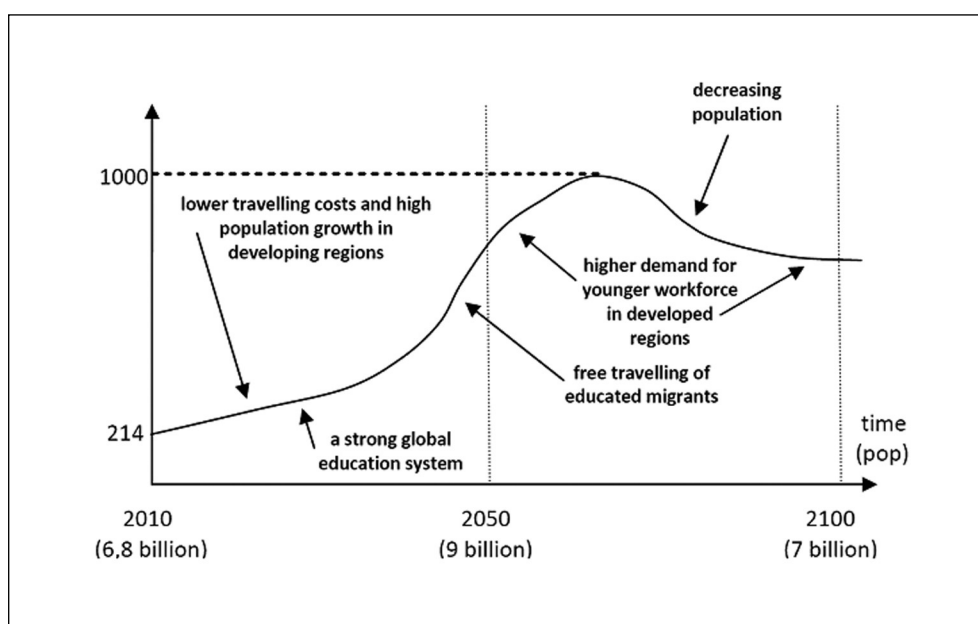 decreasing
population
1000
lower travelling costs and high
population growth in
developing regions
higher demand for
younger workforce
in developed
regions
free travelling of
educated migrants
214
a strong global
education system
time
(pop)
2010
(6,8 billion)
2050
(9 billion)
2100
(7 billion)